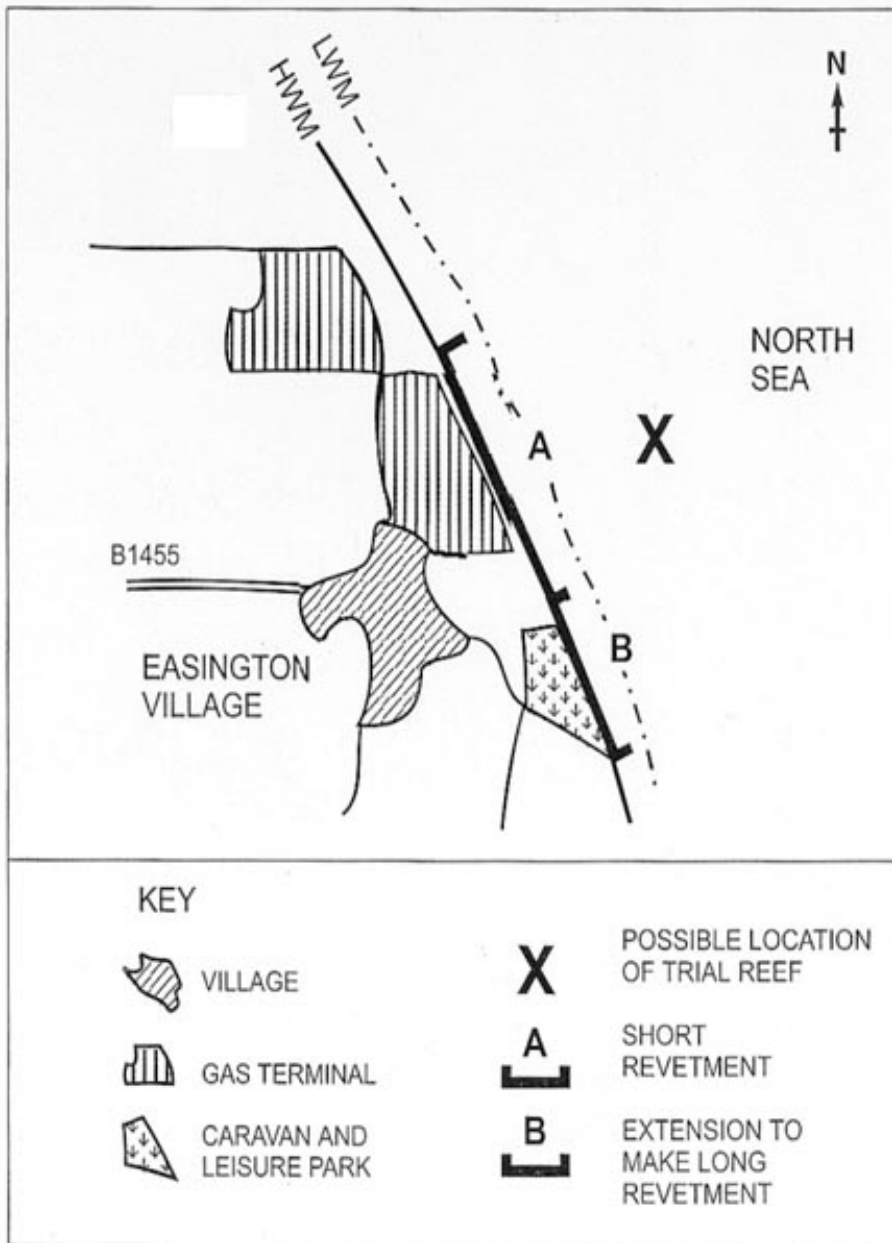 LWM
HWM
N
NORTH
SEA
X
A
B1455
B
EASINGTON
VILLAGE
KEY
VILLAGE
GAS TERMINAL
CARAVAN AND
LEISURE PARK
X
POSSIBLE LOCATION
OF TRIAL REEF
A
SHORT
REVETMENT
B
EXTENSION TO
MAKE LONG
REVETMENT